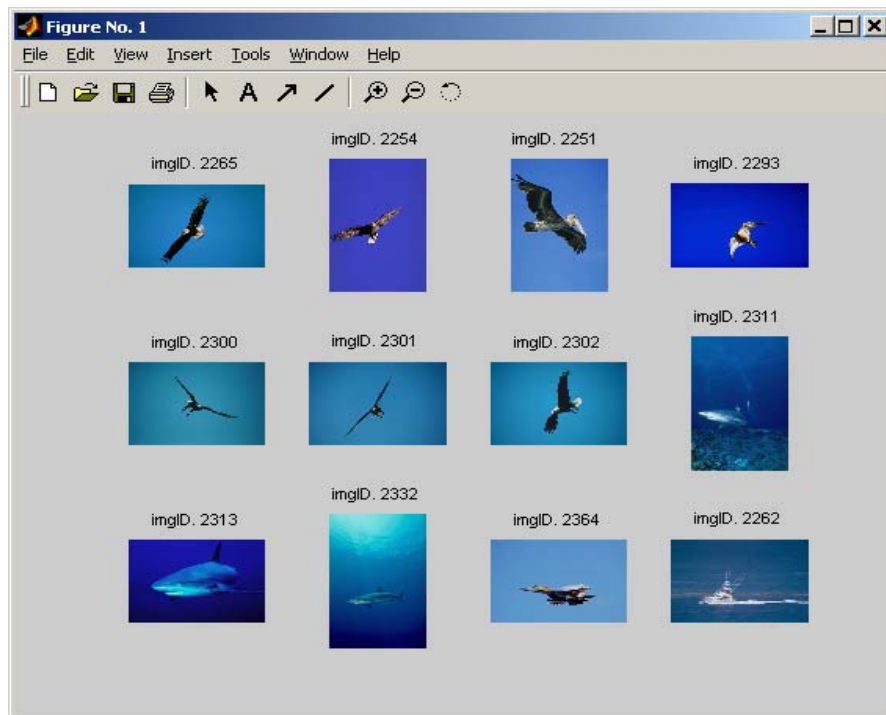 Figure No. 1
File Edit View Insert Tools Window Help
A
imgID. 2265
imgID. 2254
imgID. 2251
imgID. 2293
imgID. 2300
imgID. 2301
imgID. 2302
imgID. 2311
imgID. 2313
imgID. 2332
imgID. 2364
imgID. 2262